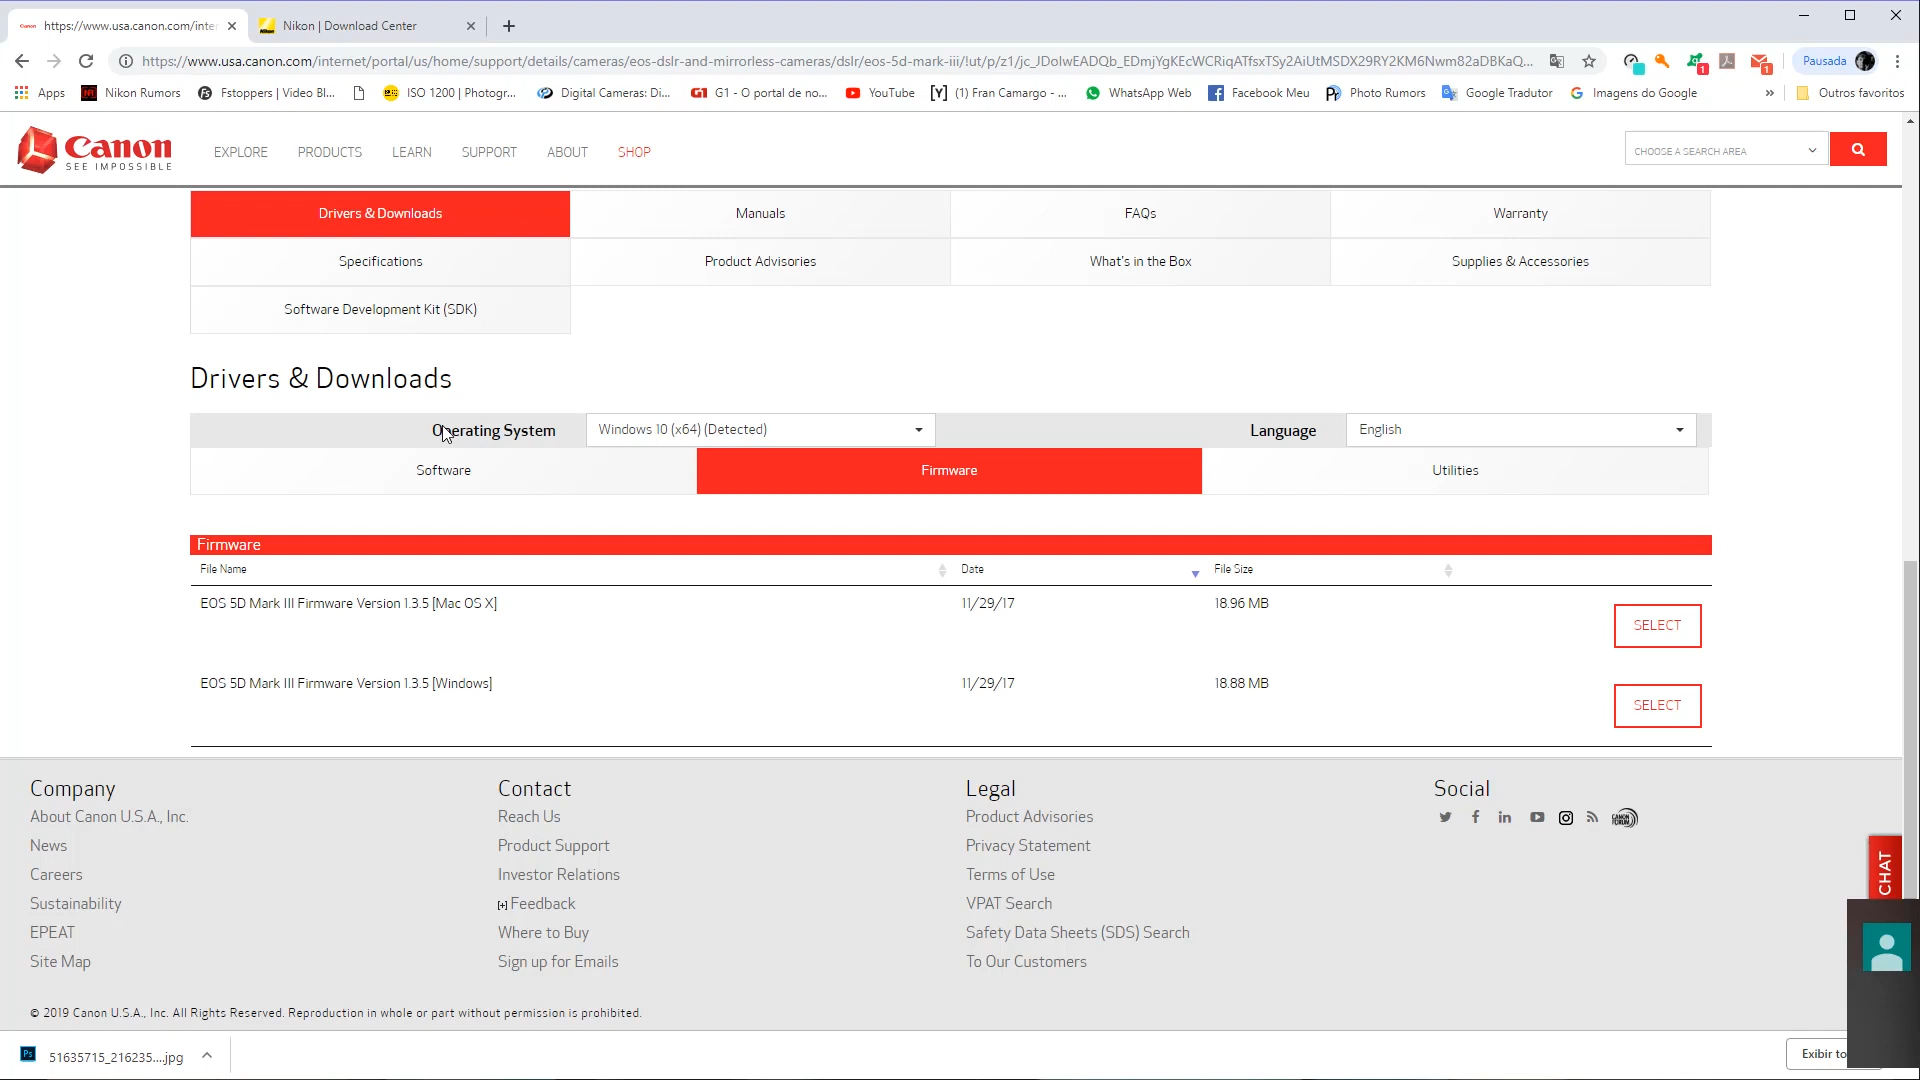 https://www.usa.canon.com/inter
Nikon | Download Center
https://www.usa.canon.com/internet/portal/us/home/support/details/cameras/eos-dslr-and-mirrorless-cameras/dslr/eos-5d-mark-iii/!ut/p/z1/jc_JDoIwEADQb_EDmjYgKEcWCRiqATfsxTSy2AiUtMSDX29RY2KM6Nwm82aDBKaQ...
Pausada
Apps Nikon Rumors Fstoppers | Video Bl... ISO 1200 | Photogr... Digital Cameras: Di... G1 - O portal de no... YouTube (1) Fran Camargo - ... WhatsApp Web Facebook Meu Photo Rumors Google Tradutor Imagens do Google » Outros favoritos
Canon
SEE IMPOSSIBLE
EXPLORE PRODUCTS LEARN SUPPORT ABOUT SHOP
CHOOSE A SEARCH AREA
Drivers & Downloads Manuals FAQs Warranty
Specifications Product Advisories What's in the Box Supplies & Accessories
Software Development Kit (SDK)
Drivers & Downloads
Operating System Windows 10 (x64) (Detected) Language English
Software Firmware Utilities
Firmware
File Name Date File Size
EOS 5D Mark III Firmware Version 1.3.5 [Mac OS X] 11/29/17 18.96 MB
SELECT
EOS 5D Mark III Firmware Version 1.3.5 [Windows] 11/29/17 18.88 MB
SELECT
Company Contact Legal Social
About Canon U.S.A., Inc. Reach Us Product Advisories
News Product Support Privacy Statement
Careers Investor Relations Terms of Use
Sustainability [+] Feedback VPAT Search
EPEAT Where to Buy Safety Data Sheets (SDS) Search
Site Map Sign up for Emails To Our Customers
CHAT
© 2019 Canon U.S.A., Inc. All Rights Reserved. Reproduction in whole or part without permission is prohibited.
51635715_216235....jpg
Exibir to